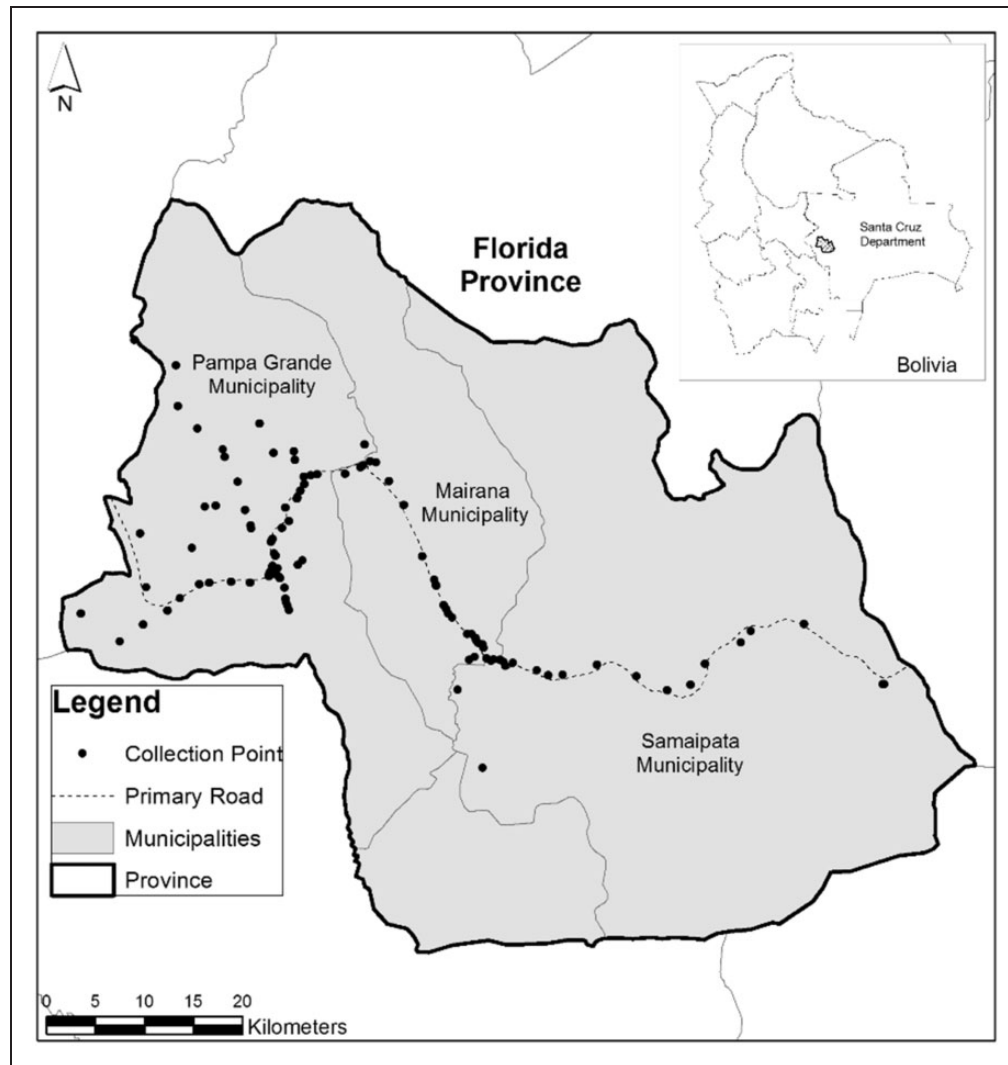 N
Florida
Province
Santa Cruz
Department
Bolivia
Pampa Grande
Municipality
Mairana
Municipality
Samaipata
Municipality
Legend
Collection Point
Primary Road
Municipalities
Province
0 5 10 15 20
Kilometers